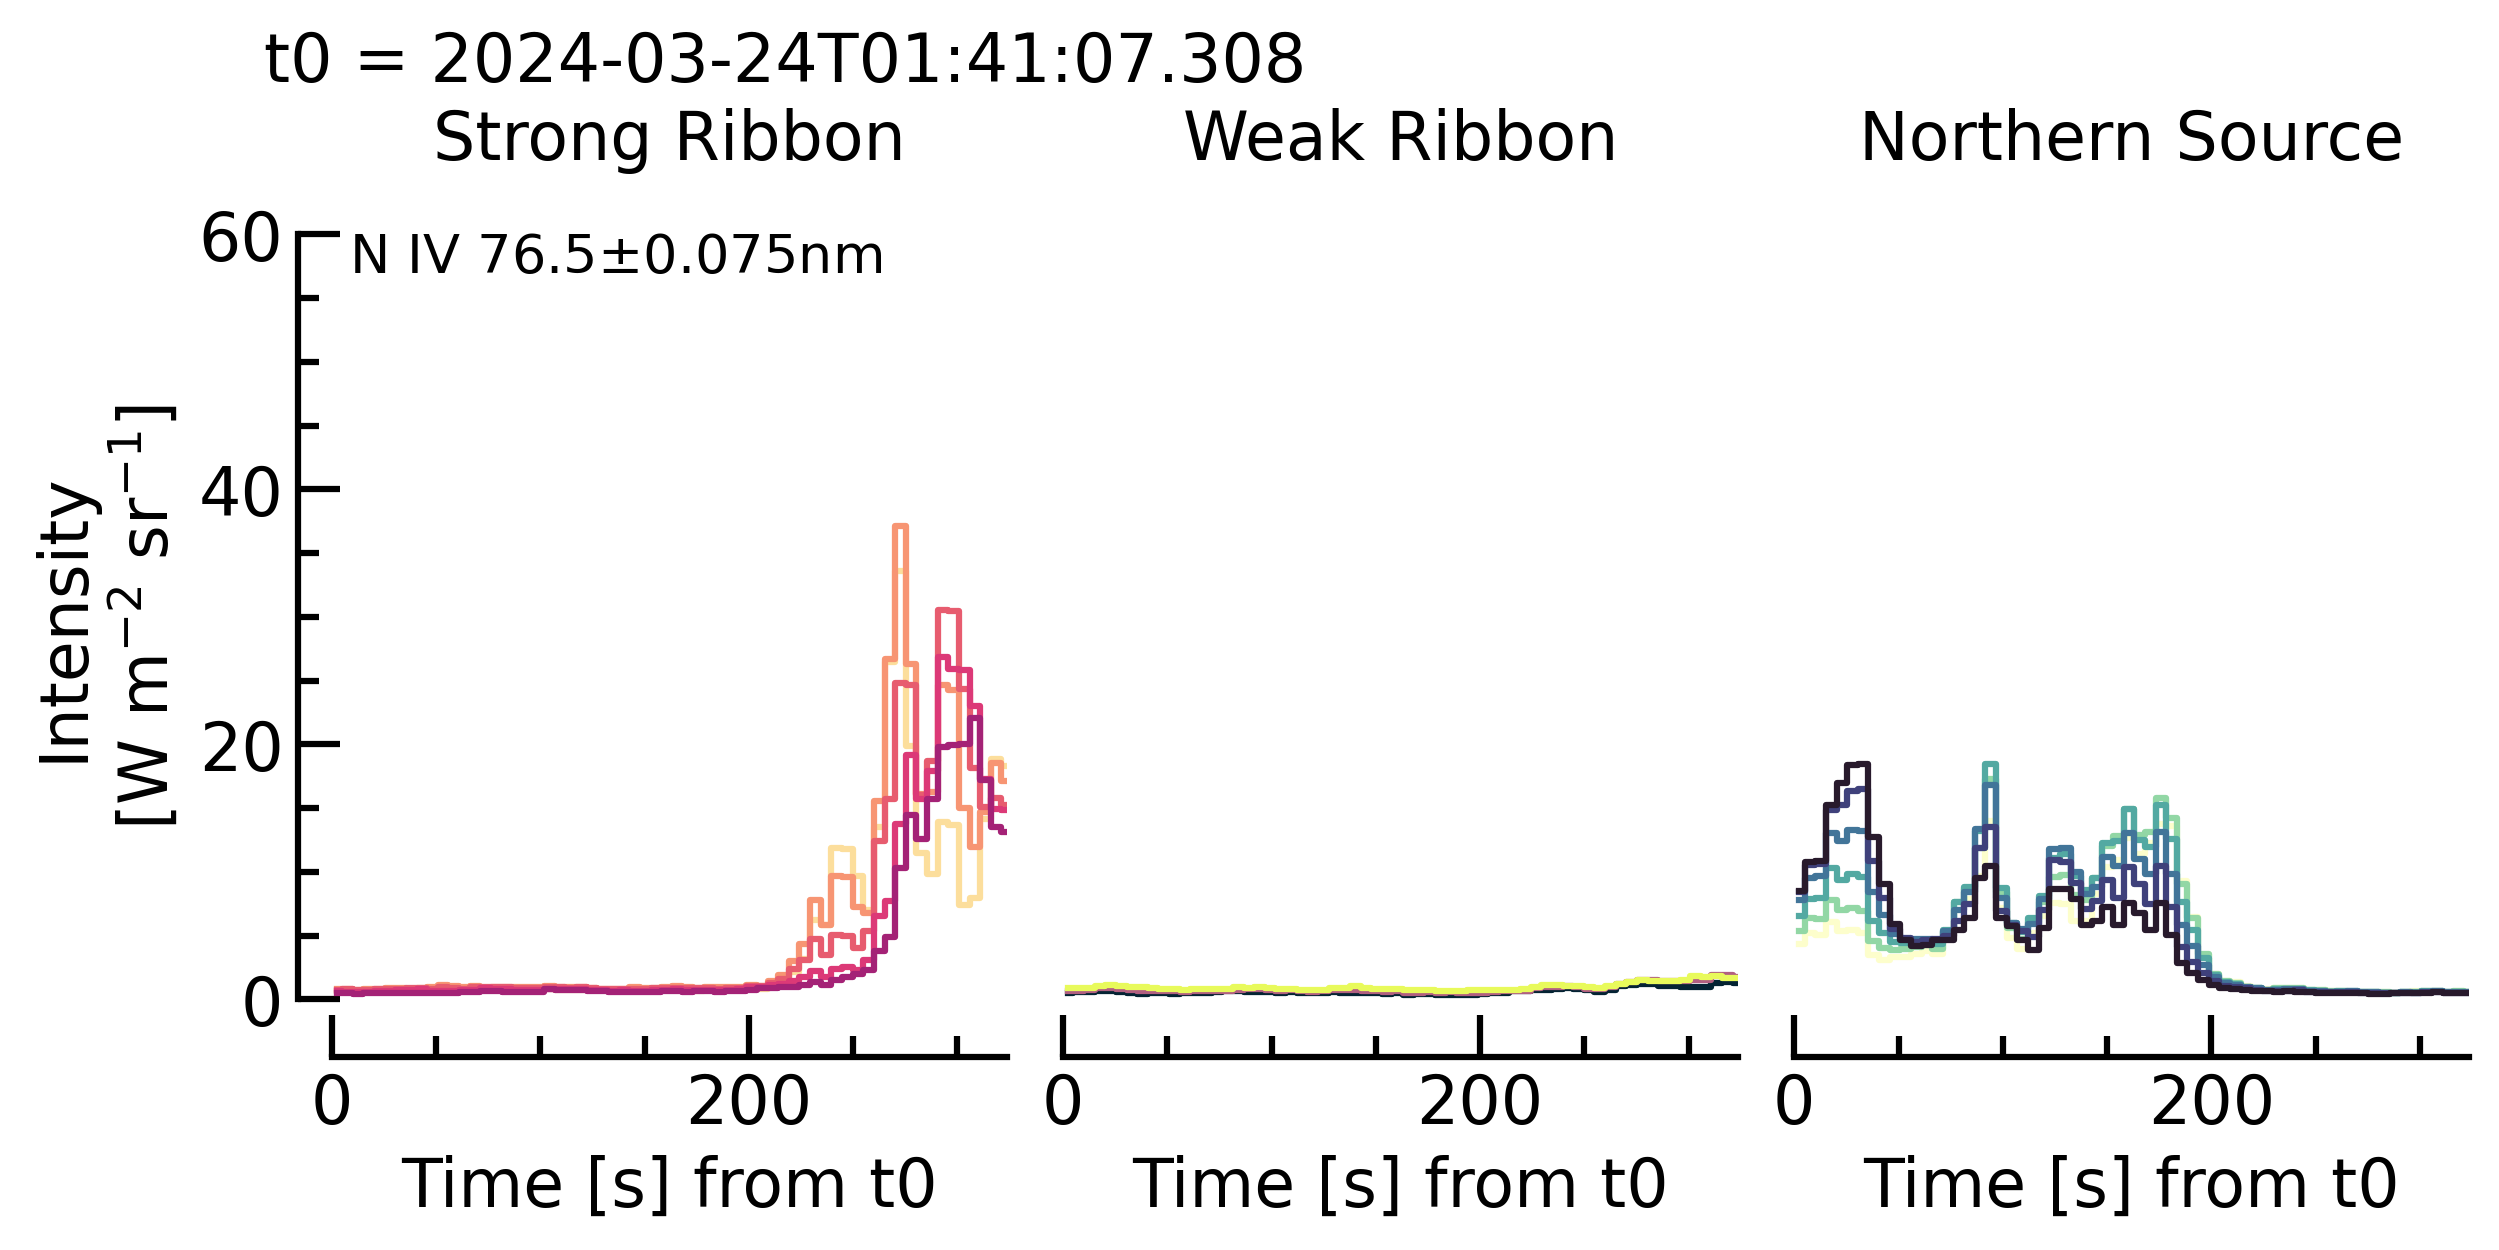 t0 = 2024-03-24T01:41:07.308
Strong Ribbon
Weak Ribbon
Northern Source
N IV 76.5±0.075nm
Intensity
[W m⁻² sr⁻¹]
60
40
20
0
0 200
0 200
0 200
Time [s] from t0
Time [s] from t0
Time [s] from t0